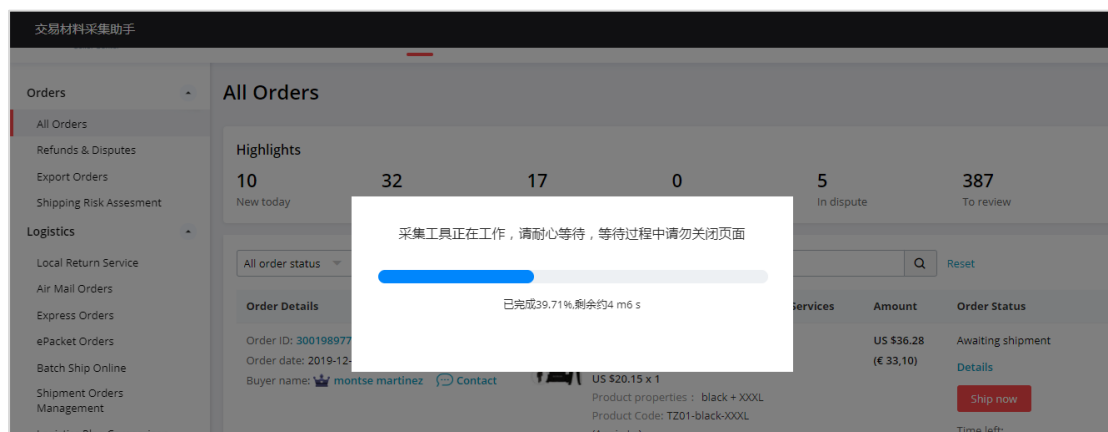 交易材料采集助手
Orders
All Orders
Refunds & Disputes
Export Orders
Shipping Risk Assesment
Logistics
Local Return Service
Air Mail Orders
Express Orders
ePacket Orders
Batch Ship Online
Shipment Orders
Management
All Orders
Highlights
10 32 17 0 5 387
New today In dispute To review
采集工具正在工作，请耐心等待，等待过程中请勿关闭页面
已完成39.71%,剩余约4 m6 s
All order status Reset
Order Details Services Amount Order Status
Order ID: 300198977 US $36.28 Awaiting shipment
Order date: 2019-12- (€ 33,10) Details
Buyer name: montse martinez Contact US $20.15 x 1
Product properties : black + XXXL Ship now
Product Code: TZ01-black-XXXL
Time left: